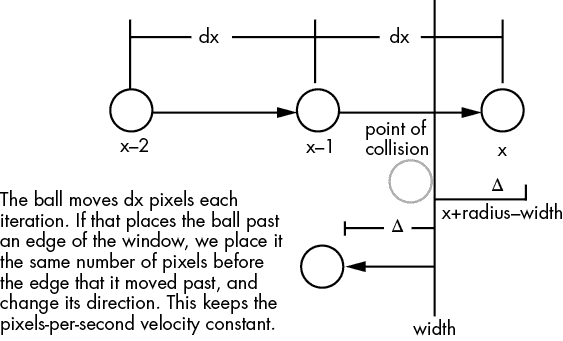 dx
dx
x–2
x–1
x
point of
collision
Δ
x+radius–width
Δ
The ball moves dx pixels each
iteration. If that places the ball past
an edge of the window, we place it
the same number of pixels before
the edge that it moved past, and
change its direction. This keeps the
pixels-per-second velocity constant.
width